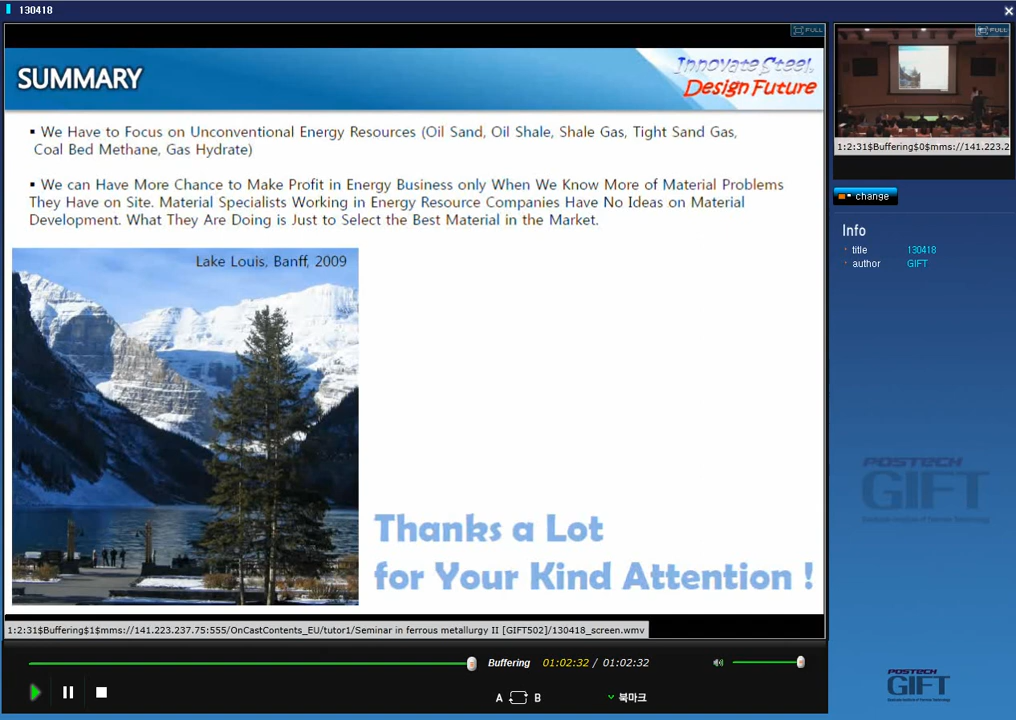 130418
FULL
SUMMARY
Innovate Steel,
Design Future
▪ We Have to Focus on Unconventional Energy Resources (Oil Sand, Oil Shale, Shale Gas, Tight Sand Gas,
Coal Bed Methane, Gas Hydrate)
▪ We can Have More Chance to Make Profit in Energy Business only When We Know More of Material Problems
They Have on Site. Material Specialists Working in Energy Resource Companies Have No Ideas on Material
Development. What They Are Doing is Just to Select the Best Material in the Market.
Lake Louis, Banff, 2009
Thanks a Lot
for Your Kind Attention !
1:2:31$Buffering$1$mms://141.223.237.75:555/OnCastContents_EU/tutor1/Seminar in ferrous metallurgy II [GIFT502]/130418_screen.wmv
Buffering 01:02:32 / 01:02:32
A B
북마크
FULL
1:2:31$Buffering$0$mms://141.223.2
change
Info
title 130418
author GIFT
POSTECH
GIFT
Graduate Institute of Ferrous Technology
POSTECH
GIFT